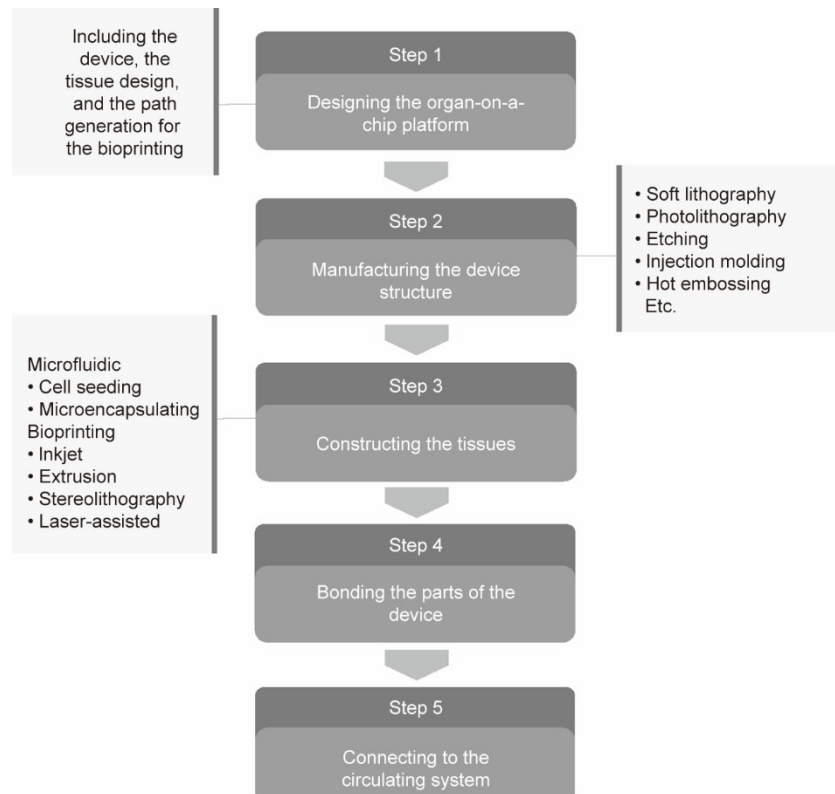 Including the
device, the
tissue design,
and the path
generation for
the bioprinting
Step 1
Designing the organ-on-a-
chip platform
Step 2
Manufacturing the device
structure
• Soft lithography
• Photolithography
• Etching
• Injection molding
• Hot embossing
Etc.
Microfluidic
• Cell seeding
• Microencapsulating
Bioprinting
• Inkjet
• Extrusion
• Stereolithography
• Laser-assisted
Step 3
Constructing the tissues
Step 4
Bonding the parts of the
device
Step 5
Connecting to the
circulating system